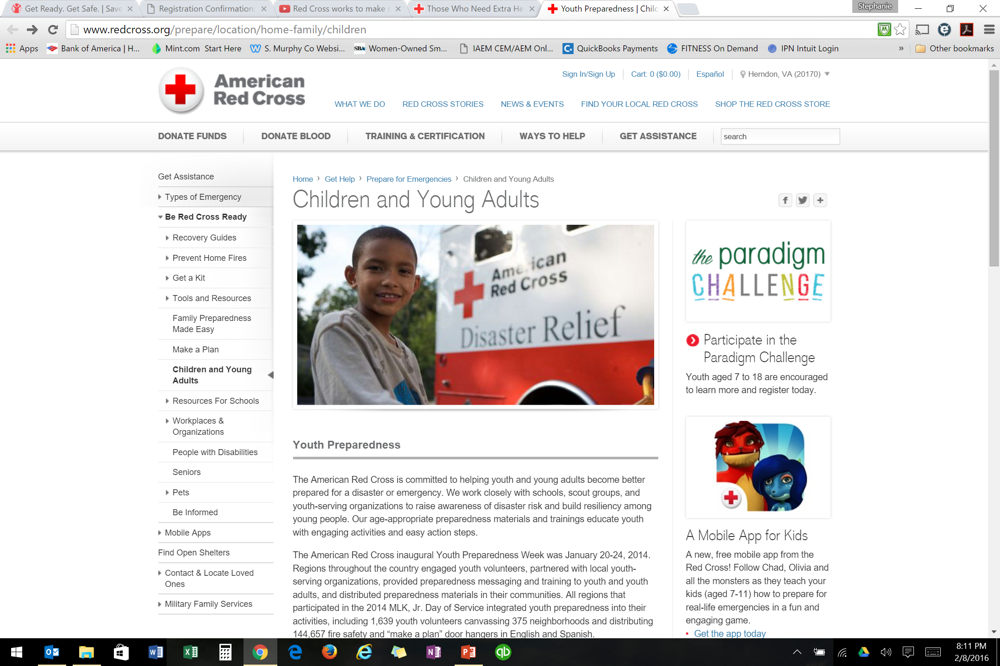 Get Ready. Get Safe. | Save
Registration Confirmation:
Red Cross works to make s
Those Who Need Extra He
Youth Preparedness | Chilc
Stephanie
www.redcross.org/prepare/location/home-family/children
Apps
Bank of America | H...
Mint.com Start Here
S. Murphy Co Websi...
SBA Women-Owned Sm...
IAEM CEM/AEM Onl...
QuickBooks Payments
FITNESS On Demand
IPN Intuit Login
»
Other bookmarks
American
Red Cross
Sign In/Sign Up
Cart: 0 ($0.00)
Español
Herndon, VA (20170)
WHAT WE DO
RED CROSS STORIES
NEWS & EVENTS
FIND YOUR LOCAL RED CROSS
SHOP THE RED CROSS STORE
DONATE FUNDS
DONATE BLOOD
TRAINING & CERTIFICATION
WAYS TO HELP
GET ASSISTANCE
search
Get Assistance
Types of Emergency
Be Red Cross Ready
Recovery Guides
Prevent Home Fires
Get a Kit
Tools and Resources
Family Preparedness
Made Easy
Make a Plan
Children and Young
Adults
Resources For Schools
Workplaces &
Organizations
People with Disabilities
Seniors
Pets
Be Informed
Mobile Apps
Find Open Shelters
Contact & Locate Loved
Ones
Military Family Services
Home › Get Help › Prepare for Emergencies › Children and Young Adults
Children and Young Adults
American
Red Cross
Disaster Relief
Youth Preparedness
The American Red Cross is committed to helping youth and young adults become better
prepared for a disaster or emergency. We work closely with schools, scout groups, and
youth-serving organizations to raise awareness of disaster risk and build resiliency among
young people. Our age-appropriate preparedness materials and trainings educate youth
with engaging activities and easy action steps.
The American Red Cross inaugural Youth Preparedness Week was January 20-24, 2014.
Regions throughout the country engaged youth volunteers, partnered with local youth-
serving organizations, provided preparedness messaging and training to youth and youth
adults, and distributed preparedness materials in their communities. All regions that
participated in the 2014 MLK, Jr. Day of Service integrated youth preparedness into their
activities, including 1,639 youth volunteers canvassing 375 neighborhoods and distributing
144,657 fire safety and “make a plan” door hangers in English and Spanish.
the paradigm
CHALLENGE
Participate in the
Paradigm Challenge
Youth aged 7 to 18 are encouraged
to learn more and register today.
A Mobile App for Kids
A new, free mobile app from the
Red Cross! Follow Chad, Olivia and
all the monsters as they teach your
kids (aged 7-11) how to prepare for
real-life emergencies in a fun and
engaging game.
Get the app today
8:11 PM
2/8/2016